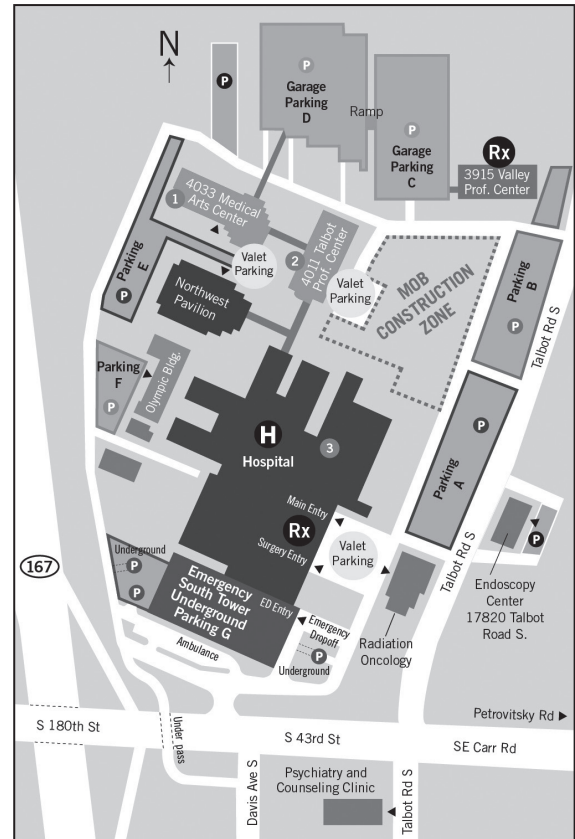 N
P
P
Garage
Parking
D
Ramp
P
Garage
Parking
C
Rx
3915 Valley
Prof. Center
1
4033 Medical
Arts Center
2
4011 Talbot
Prof. Center
Valet
Parking
Valet
Parking
MOB
CONSTRUCTION
ZONE
Parking
B
P
Talbot Rd S
Parking
E
P
Northwest
Pavilion
Parking
F
P
Olympic Bldg.
H
Hospital
3
P
Parking
A
Main Entry
Rx
Surgery Entry
Valet
Parking
Talbot Rd S
P
Endoscopy
Center
17820 Talbot
Road S.
167
Underground
P
P
Emergency
South Tower
Underground
Parking G
ED Entry
Emergency
Dropoff
P
Underground
Radiation
Oncology
Ambulance
Petrovitsky Rd
S 180th St
Under pass
S 43rd St
SE Carr Rd
Davis Ave S
Psychiatry and
Counseling Clinic
Talbot Rd S